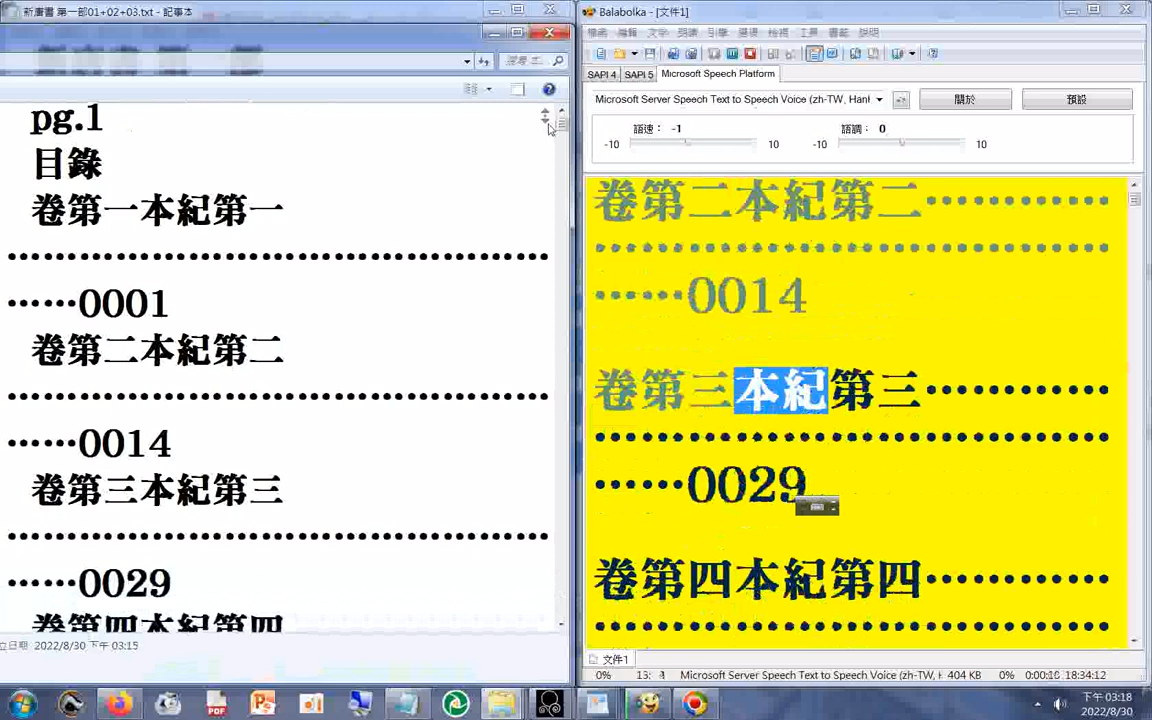 新唐書 第一部01+02+03.txt - 記事本
pg.1
目錄
卷第一本紀第一
••••••••••••••••••••••••••••••••••••••••••••••
······0001
卷第二本紀第二
••••••••••••••••••••••••••••••••••••••••••••••
······0014
卷第三本紀第三
••••••••••••••••••••••••••••••••••••••••••••••
······0029
卷第四本紀第四
2022/8/30 下午 03:15
Balabolka - [文件1]
SAPI 4 SAPI 5 Microsoft Speech Platform
Microsoft Server Speech Text to Speech Voice (zh-TW, Hanl
關於
預設
語速： -1
語調： 0
-10 10 -10 10
卷第二本紀第二············
•••••••••••••••••••••••••••••••••
······0014
卷第三本紀第三············
•••••••••••••••••••••••••••••••••
······0029
卷第四本紀第四············
•••••••••••••••••••••••••••••••••
文件1
0% Microsoft Server Speech Text to Speech Voice (zh-TW, H 404 KB 0% 18:34:12
下午 03:18
2022/8/30